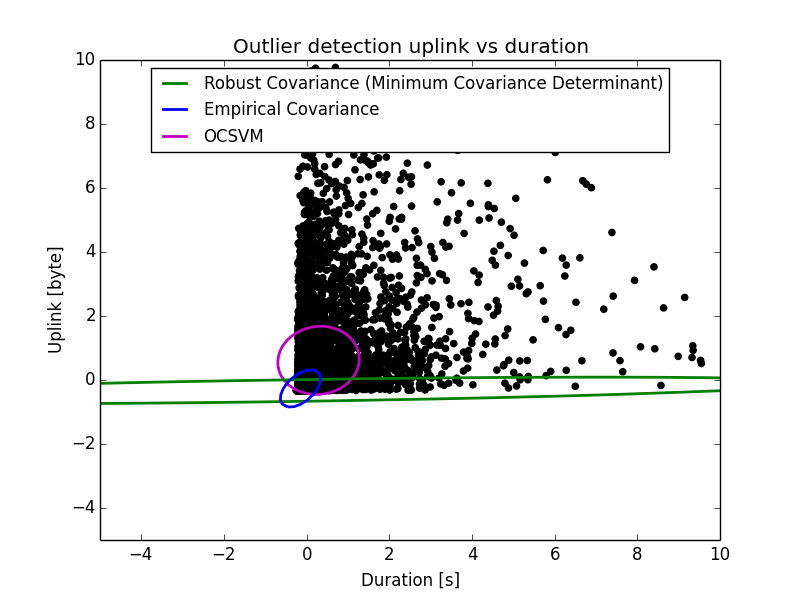 Outlier detection uplink vs duration
Robust Covariance (Minimum Covariance Determinant)
Empirical Covariance
OCSVM
10
8
6
4
2
0
−2
−4
Uplink [byte]
−4 −2 0 2 4 6 8 10
Duration [s]